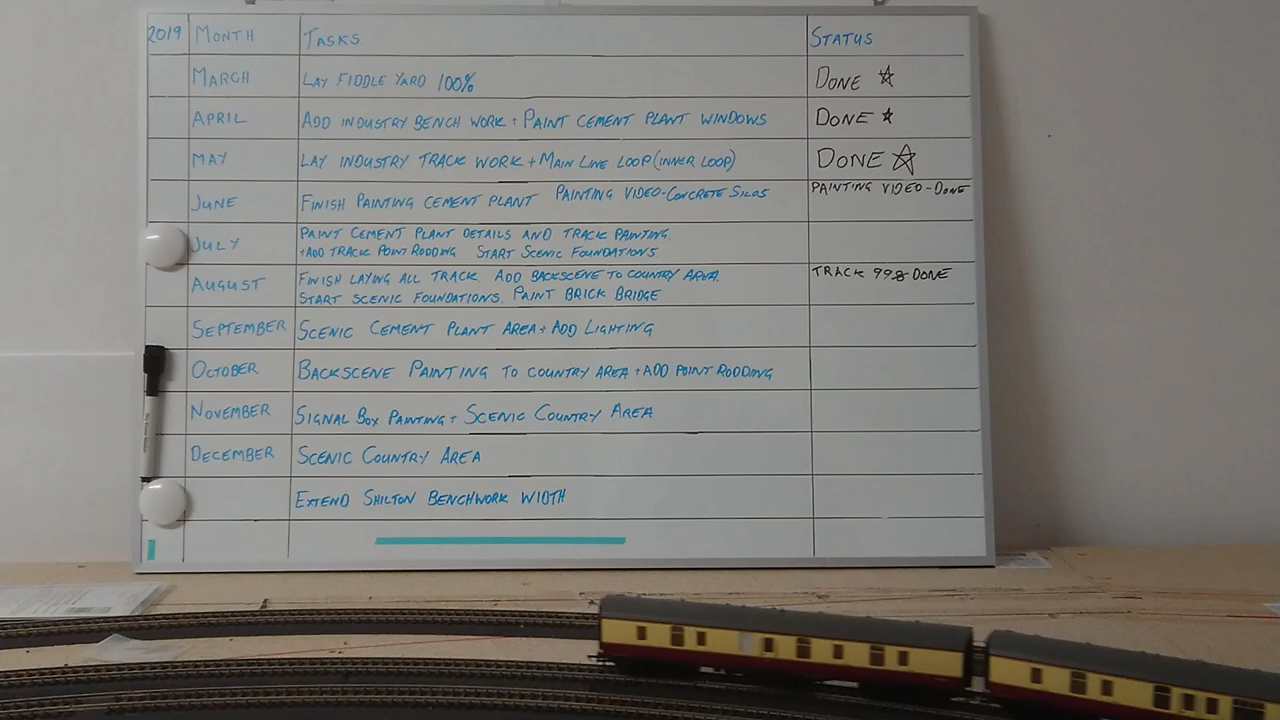 2019 MONTH TASKS. STATUS
MARCH LAY FIDDLE YARD 100% DONE ☆
APRIL ADD INDUSTRY BENCH WORK + PAINT CEMENT PLANT WINDOWS DONE ☆
MAY LAY INDUSTRY TRACK WORK + MAIN LINE LOOP (INNER LOOP) DONE ☆
JUNE FINISH PAINTING CEMENT PLANT PAINTING VIDEO-CONCRETE SILOS PAINTING VIDEO-DONE
JULY PAINT CEMENT PLANT DETAILS AND TRACK PAINTING.
+ADD TRACK POINT RODDING START SCENIC FOUNDATIONS
AUGUST FINISH LAYING ALL TRACK. ADD BACKSCENE TO COUNTRY AREA. TRACK 99% DONE
START SCENIC FOUNDATIONS. PAINT BRICK BRIDGE
SEPTEMBER SCENIC CEMENT PLANT AREA + ADD LIGHTING
OCTOBER BACKSCENE PAINTING TO COUNTRY AREA + ADD POINT RODDING
NOVEMBER SIGNAL BOX PAINTING + SCENIC COUNTRY AREA
DECEMBER SCENIC COUNTRY AREA
EXTEND SHILTON BENCHWORK WIDTH